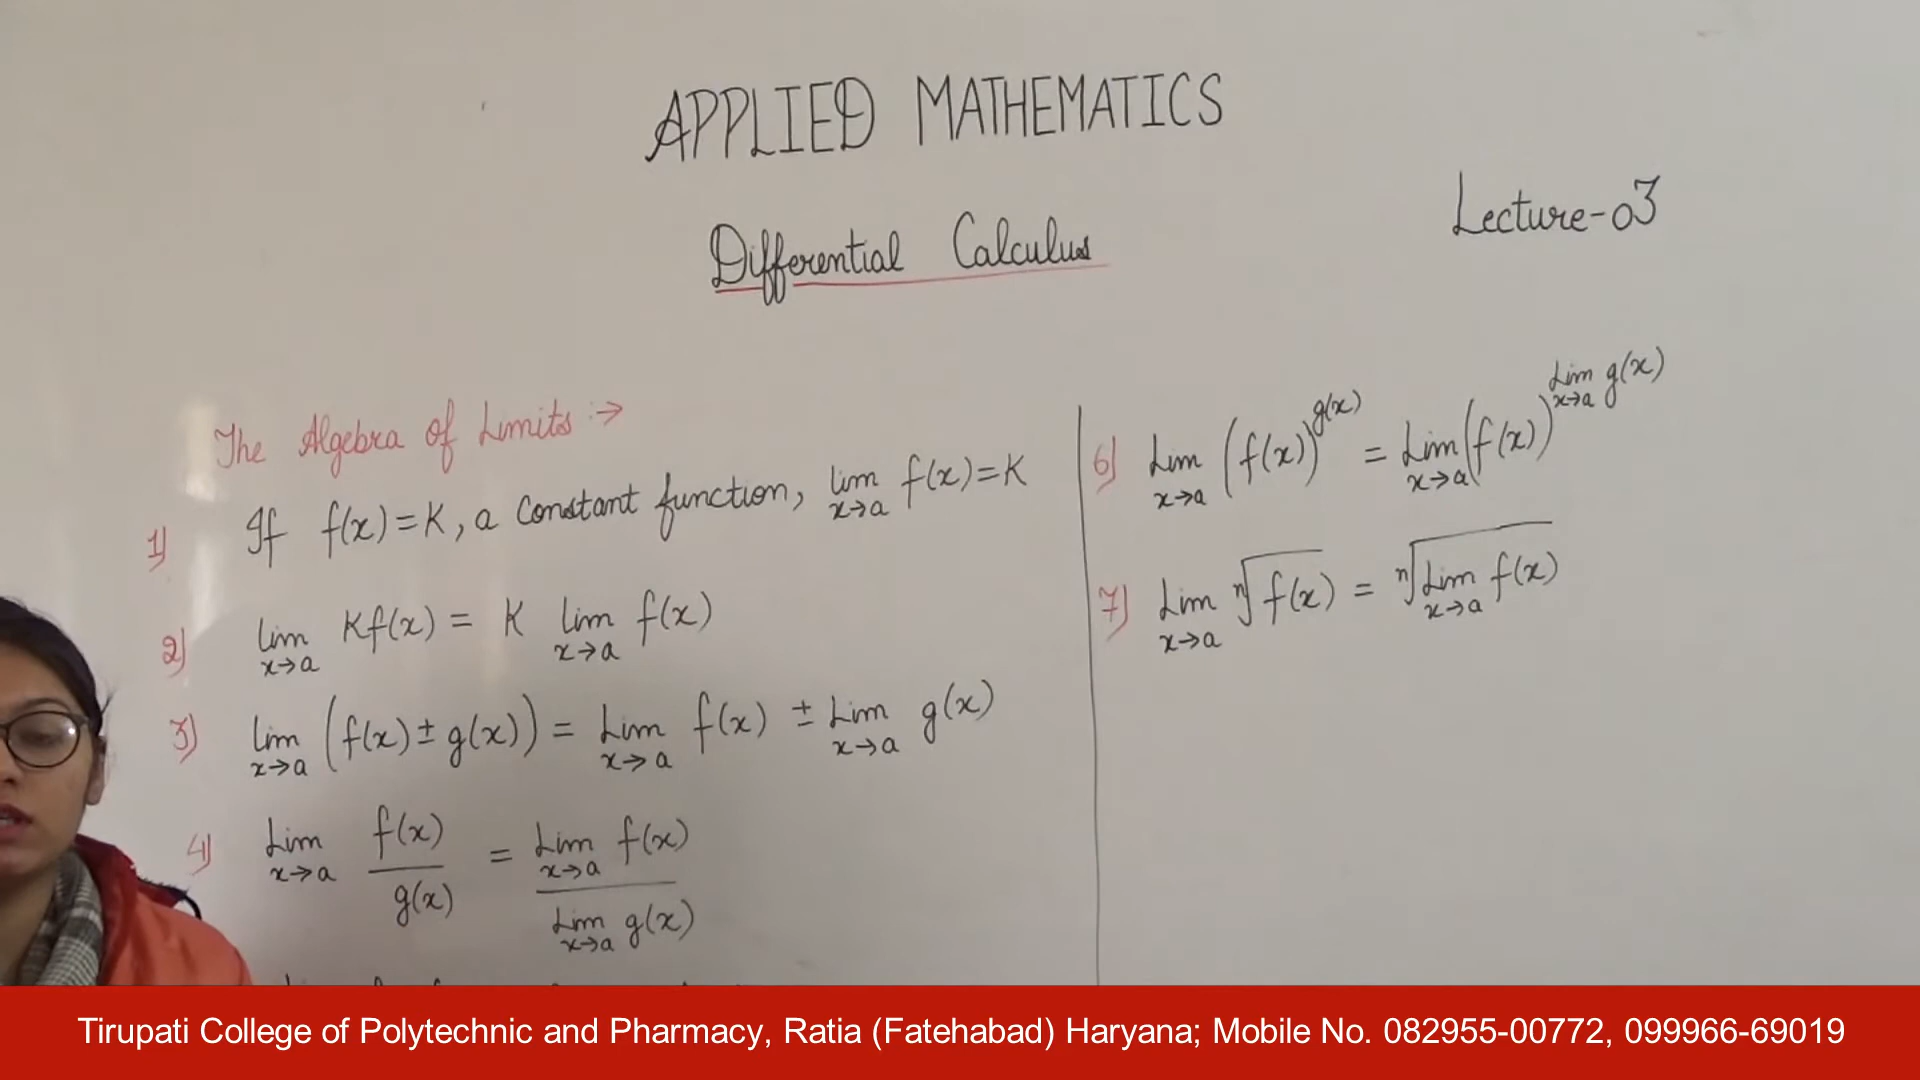 APPLIED MATHEMATICS
Differential Calculus
Lecture-03
The Algebra of Limits :→
1) If f(x)=K, a constant function, lim x→a f(x)=K
2) lim x→a Kf(x) = K lim x→a f(x)
3) lim x→a (f(x) ± g(x)) = Lim x→a f(x) ± Lim x→a g(x)
4) Lim x→a f(x)/g(x) = Lim x→a f(x) / Lim x→a g(x)
6) Lim x→a (f(x))^g(x) = Lim x→a (f(x))^Lim x→a g(x)
7) Lim x→a ⁿ√f(x) = ⁿ√Lim x→a f(x)
Tirupati College of Polytechnic and Pharmacy, Ratia (Fatehabad) Haryana; Mobile No. 082955-00772, 099966-69019